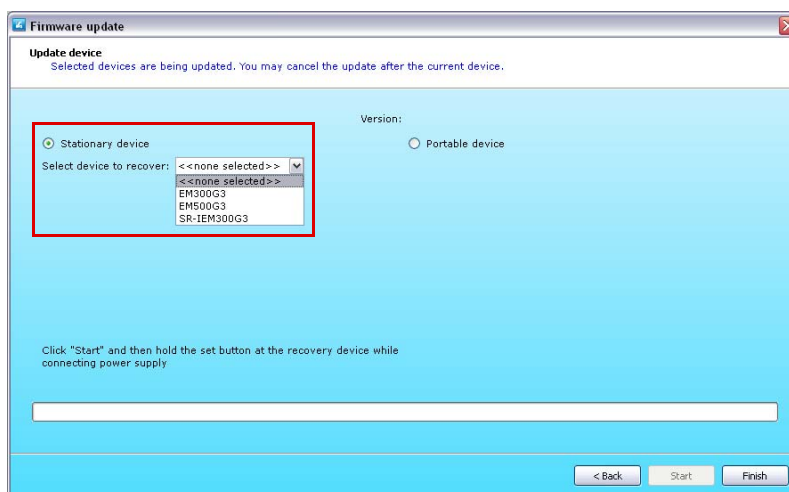 Firmware update
Update device
Selected devices are being updated. You may cancel the update after the current device.
Version:
Stationary device
Portable device
Select device to recover: <<none selected>>
<<none selected>>
EM300G3
EM500G3
SR-IEM300G3
Click "Start" and then hold the set button at the recovery device while
connecting power supply
< Back
Start
Finish